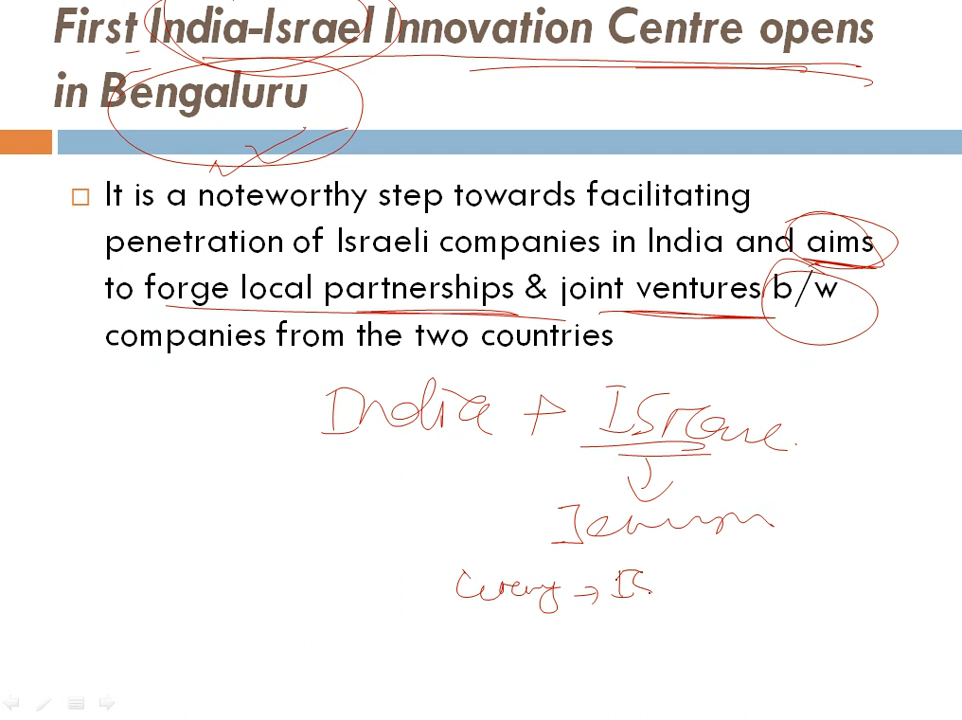 First India-Israel Innovation Centre opens
in Bengaluru
It is a noteworthy step towards facilitating
penetration of Israeli companies in India and aims
to forge local partnerships & joint ventures b/w
companies from the two countries
India +
→ IS